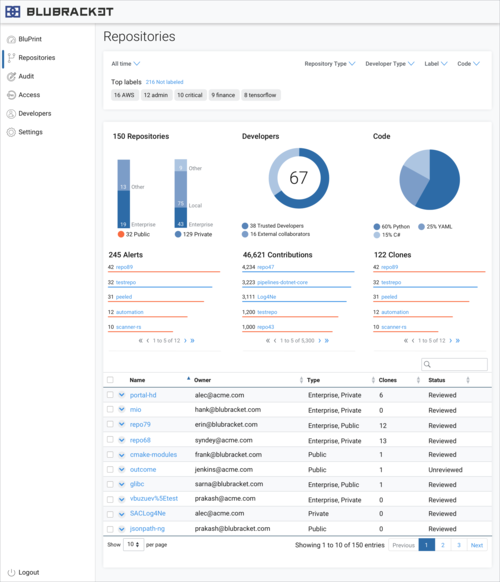 BLUBRACKET
BluPrint
Repositories
Audit
Access
Developers
Settings
Logout
Repositories
All time
Repository Type
Developer Type
Label
Code
Top labels 216 Not labeled
16 AWS 12 admin 10 critical 9 finance 8 tensorflow
150 Repositories
13 Other
19 Enterprise
32 Public
Other
75 Local
45 Enterprise
129 Private
Developers
67
38 Trusted Developers
16 External collaborators
Code
60% Python 25% YAML
15% C#
245 Alerts
42 repo89
32 testrepo
31 peeled
12 automation
10 scanner-rs
« ‹ 1 to 5 of 12 › »
46,621 Contributions
4,234 repo47
3,223 pipelines-dotnet-core
3,111 Log4Ne
1,200 testrepo
1,000 repo43
« ‹ 1 to 5 of 5,300 › »
122 Clones
42 repo89
32 testrepo
31 peeled
12 automation
10 scanner-rs
« ‹ 1 to 5 of 12 › »
Name Owner Type Clones Status
portal-hd alec@acme.com Enterprise, Private 6 Reviewed
mio hank@blubracket.com Enterprise, Private 0 Reviewed
repo79 erin@blubracket.com Enterprise, Public 12 Reviewed
repo68 syndey@acme.com Enterprise, Private 13 Reviewed
cmake-modules frank@blubracket.com Public 1 Reviewed
outcome jenkins@acme.com Public 1 Unreviewed
glibc sarna@blubracket.com Enterprise, Public 1 Reviewed
vbuzuev%5Etest prakash@acme.com Enterprise, Private 0 Reviewed
SACLog4Ne alec@acme.com Private 0 Reviewed
jsonpath-ng prakash@blubracket.com Public 0 Reviewed
Show 10 per page
Showing 1 to 10 of 150 entries Previous 1 2 3 Next